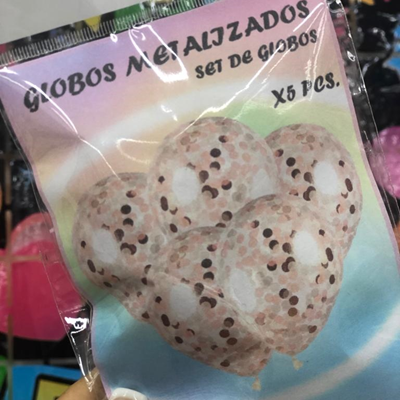 GLOBOS METALIZADOS
SET DE GLOBOS
X5 PCS.